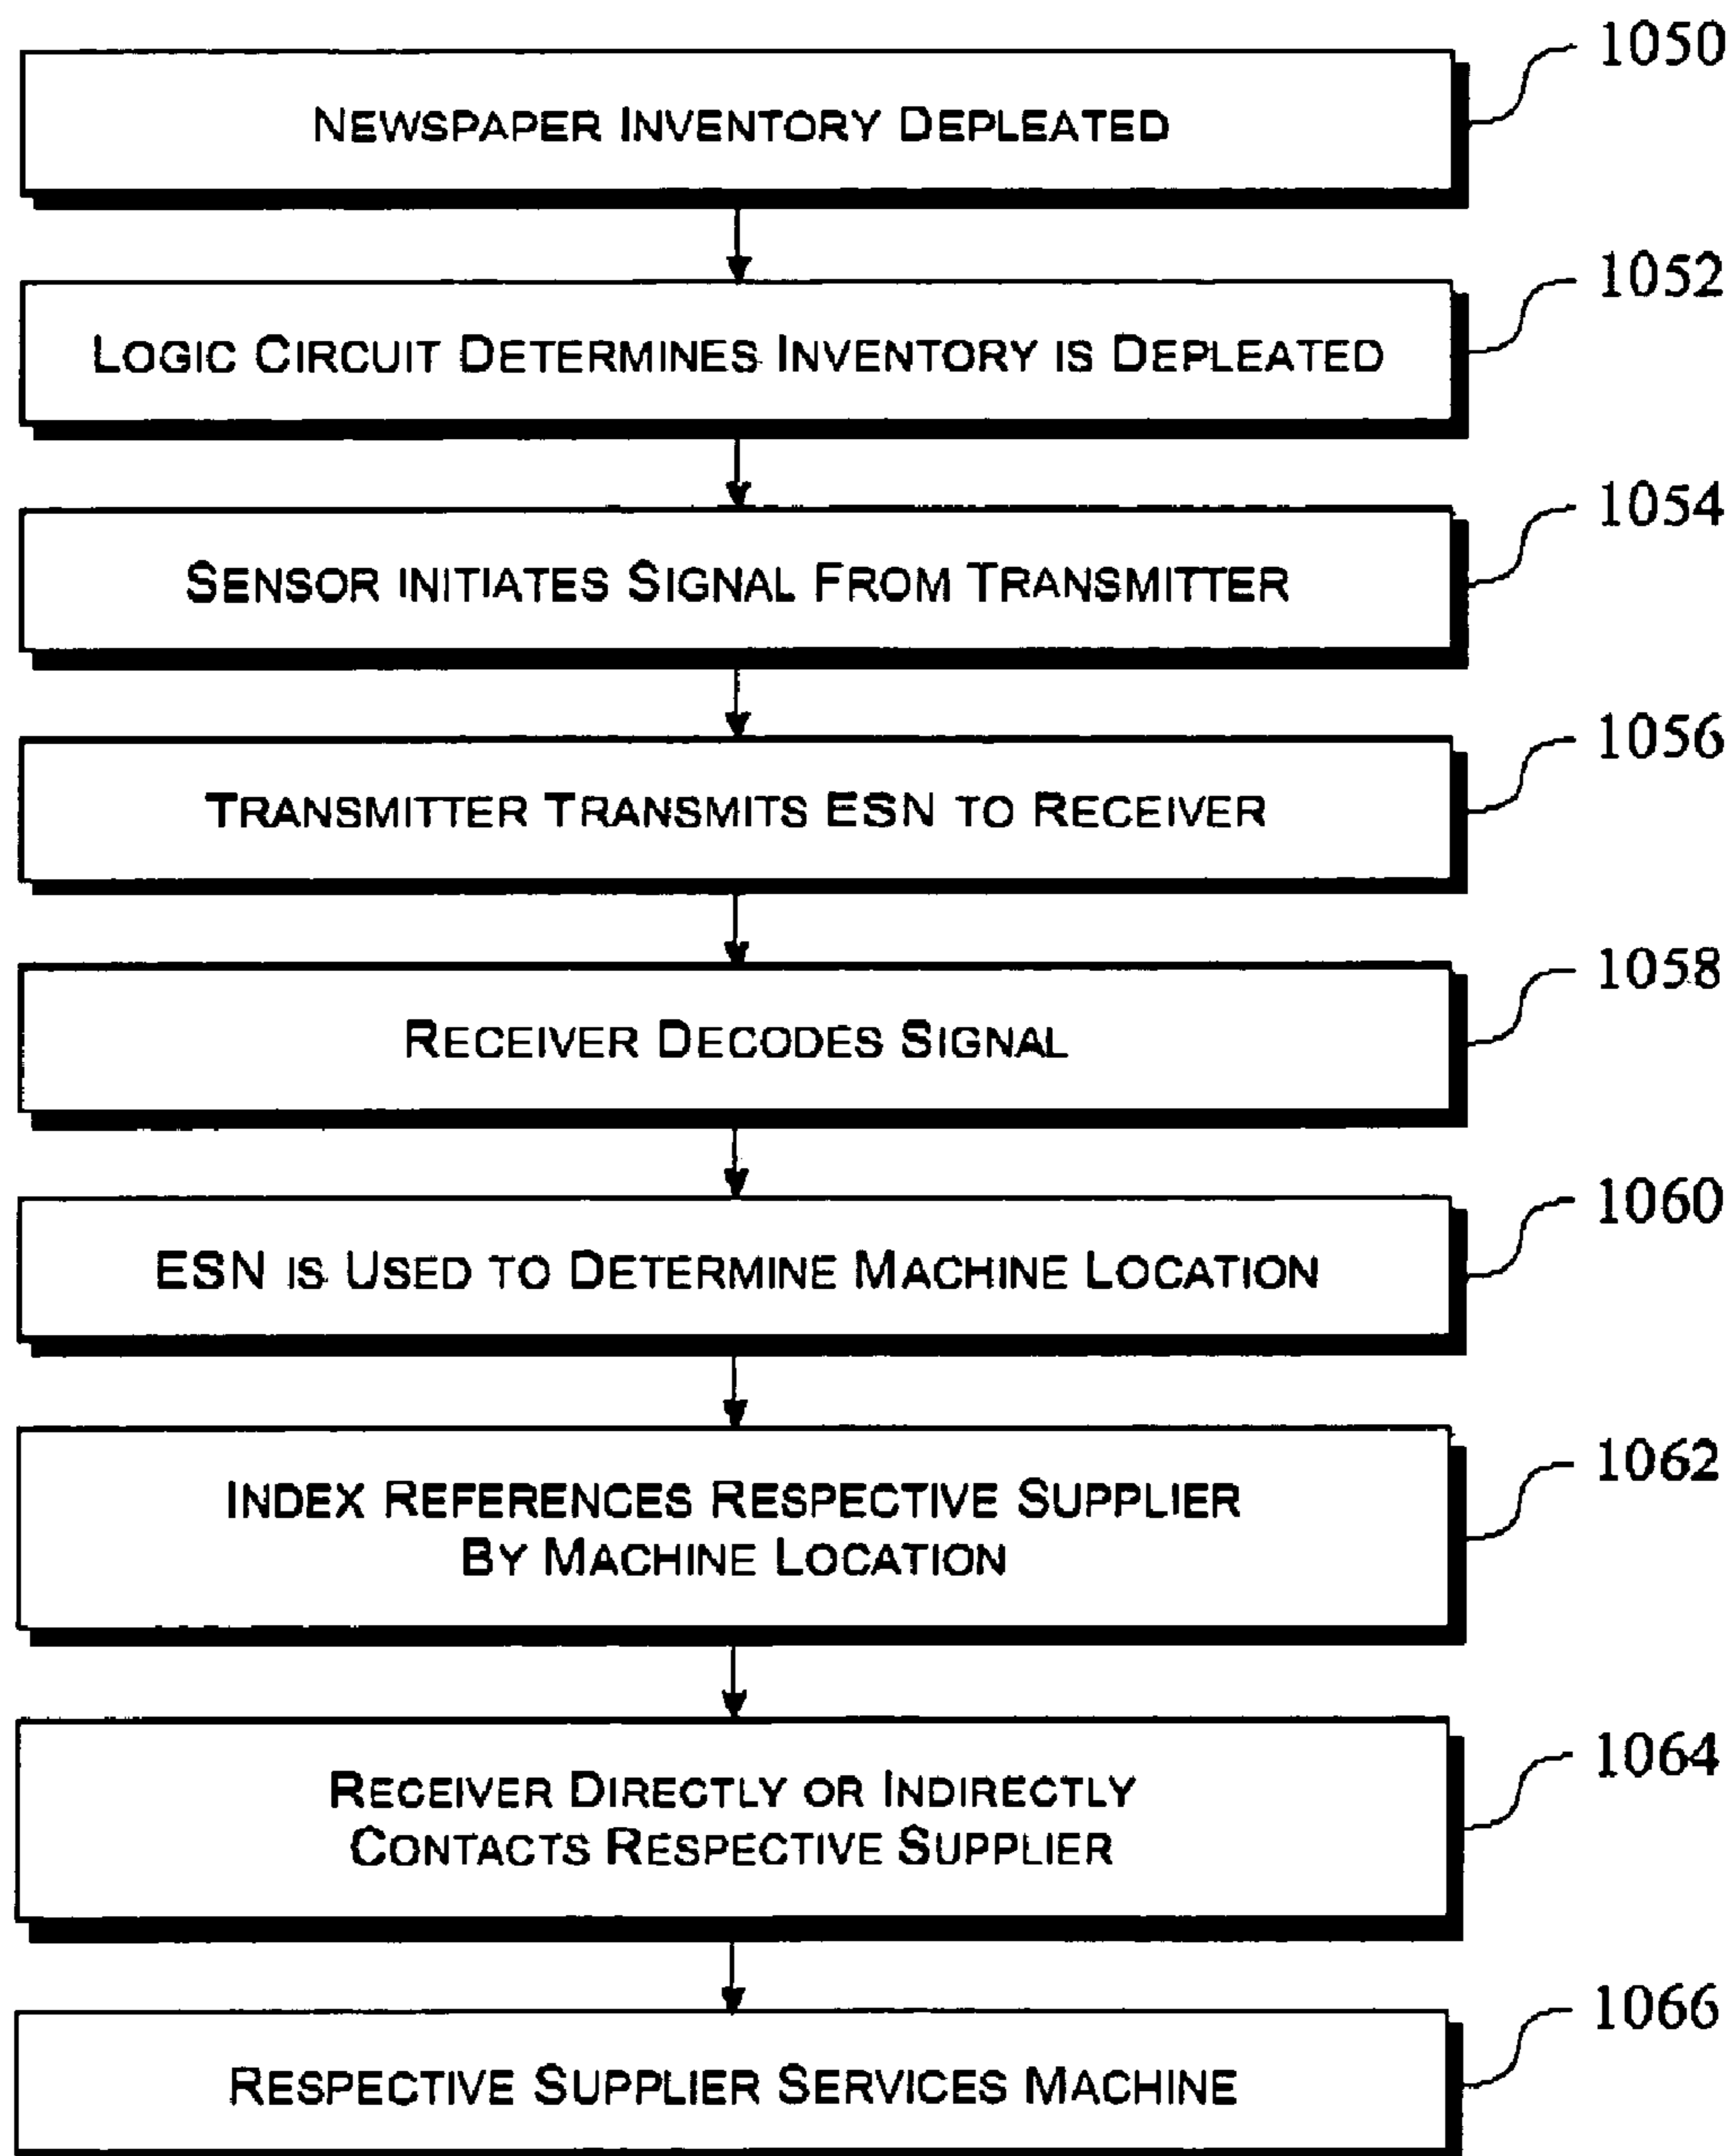 1050
NEWSPAPER INVENTORY DEPLEATED
1052
LOGIC CIRCUIT DETERMINES INVENTORY IS DEPLEATED
1054
SENSOR INITIATES SIGNAL FROM TRANSMITTER
1056
TRANSMITTER TRANSMITS ESN TO RECEIVER
1058
RECEIVER DECODES SIGNAL
1060
ESN IS USED TO DETERMINE MACHINE LOCATION
1062
INDEX REFERENCES RESPECTIVE SUPPLIER
BY MACHINE LOCATION
1064
RECEIVER DIRECTLY OR INDIRECTLY
CONTACTS RESPECTIVE SUPPLIER
1066
RESPECTIVE SUPPLIER SERVICES MACHINE